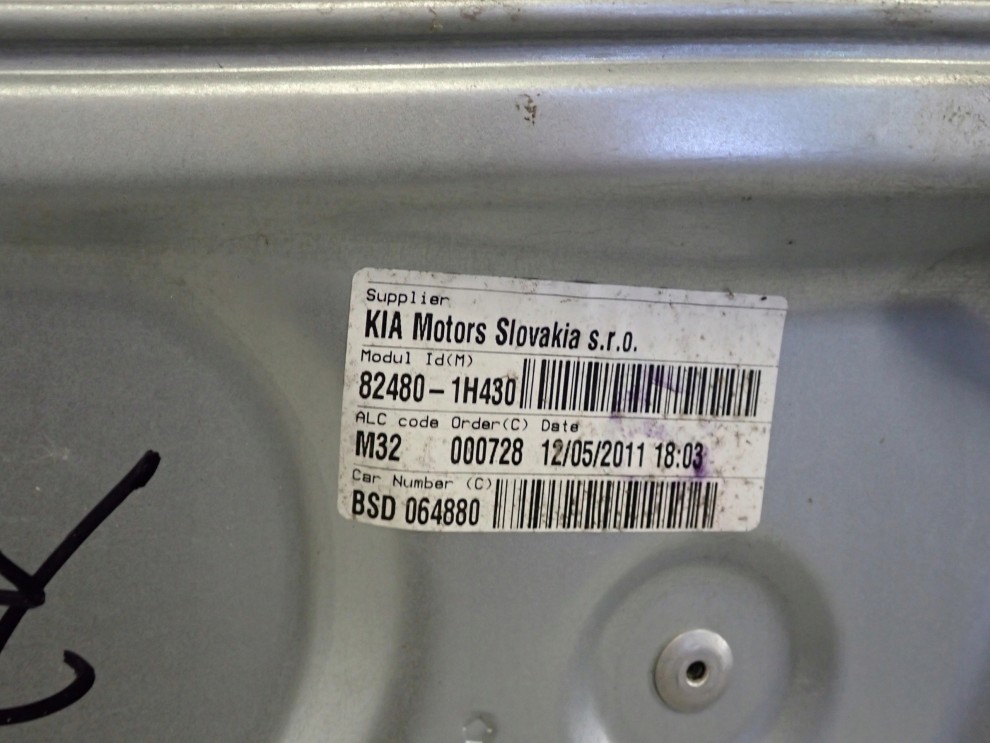 Supplier
KIA Motors Slovakia s.r.o.
Modul Id(M)
82480-1H430
ALC code Order(C) Date
M32 000728 12/05/2011 18:03
Car Number (C)
BSD 064880